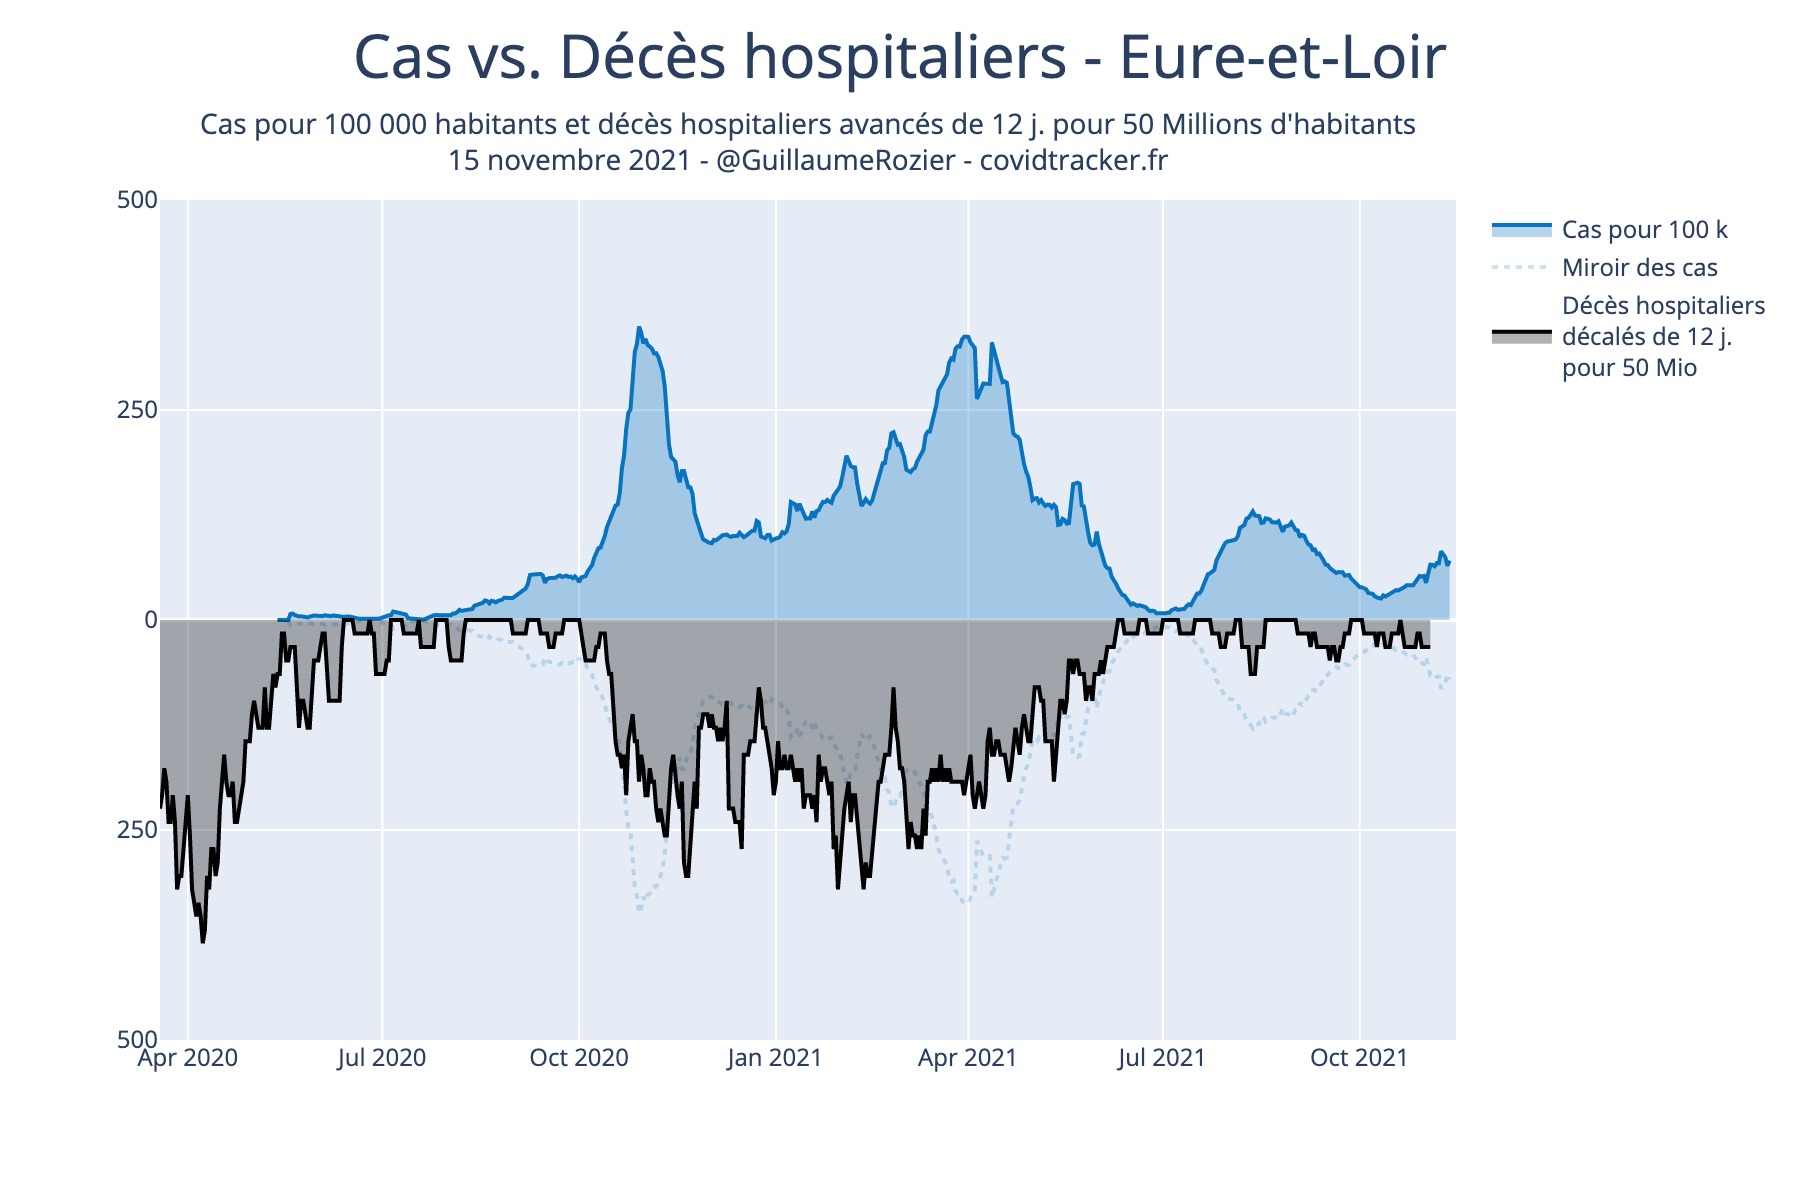 Cas vs. Décès hospitaliers - Eure-et-Loir
Cas pour 100 000 habitants et décès hospitaliers avancés de 12 j. pour 50 Millions d'habitants
15 novembre 2021 - @GuillaumeRozier - covidtracker.fr
500
250
0
250
500
Apr 2020
Jul 2020
Oct 2020
Jan 2021
Apr 2021
Jul 2021
Oct 2021
Cas pour 100 k
Miroir des cas
Décès hospitaliers
décalés de 12 j.
pour 50 Mio